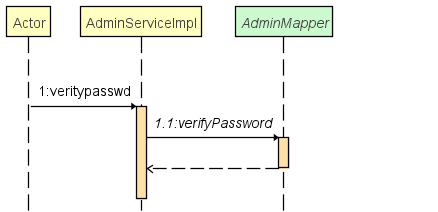 Actor
AdminServiceImpl
AdminMapper
1:veritypasswd
1.1:verifyPassword